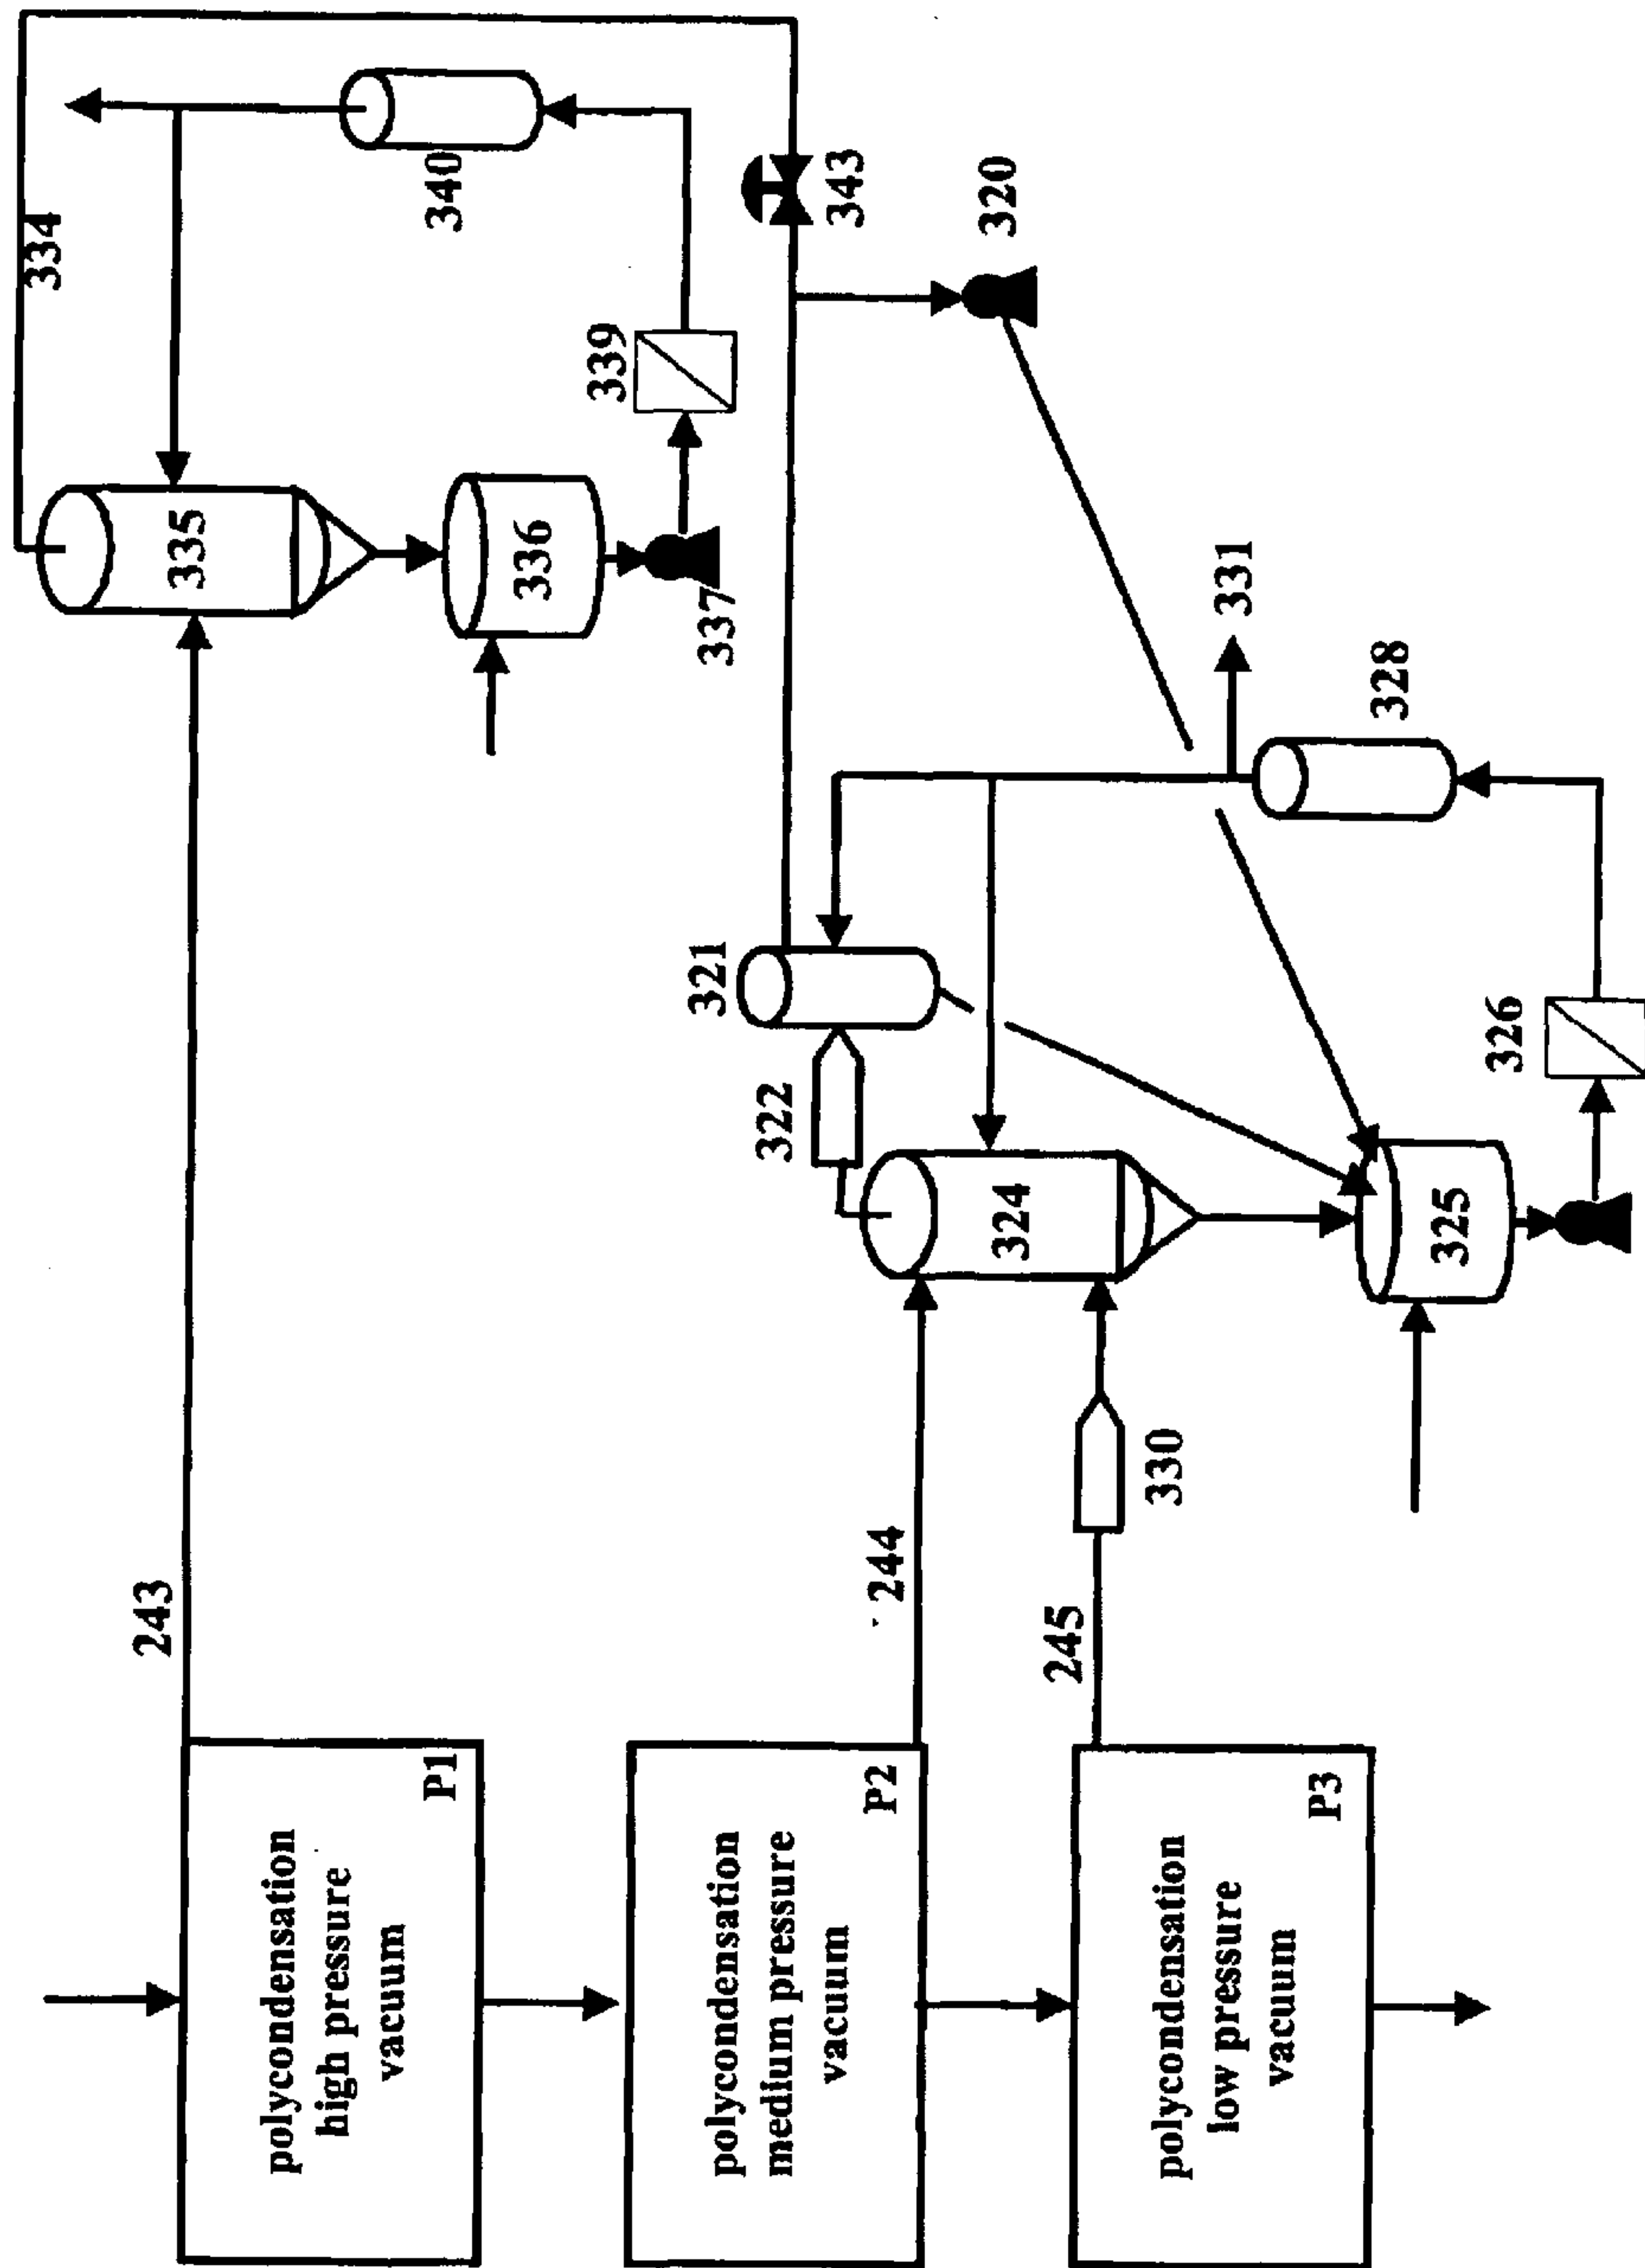 334
243
335
340
336
337
339
343
320
polycondensation
high pressure
vacuum
P1
244
322
321
polycondensation
medium pressure
vacuum
P2
324
331
328
245
330
325
326
polycondensation
low pressure
vacuum
P3